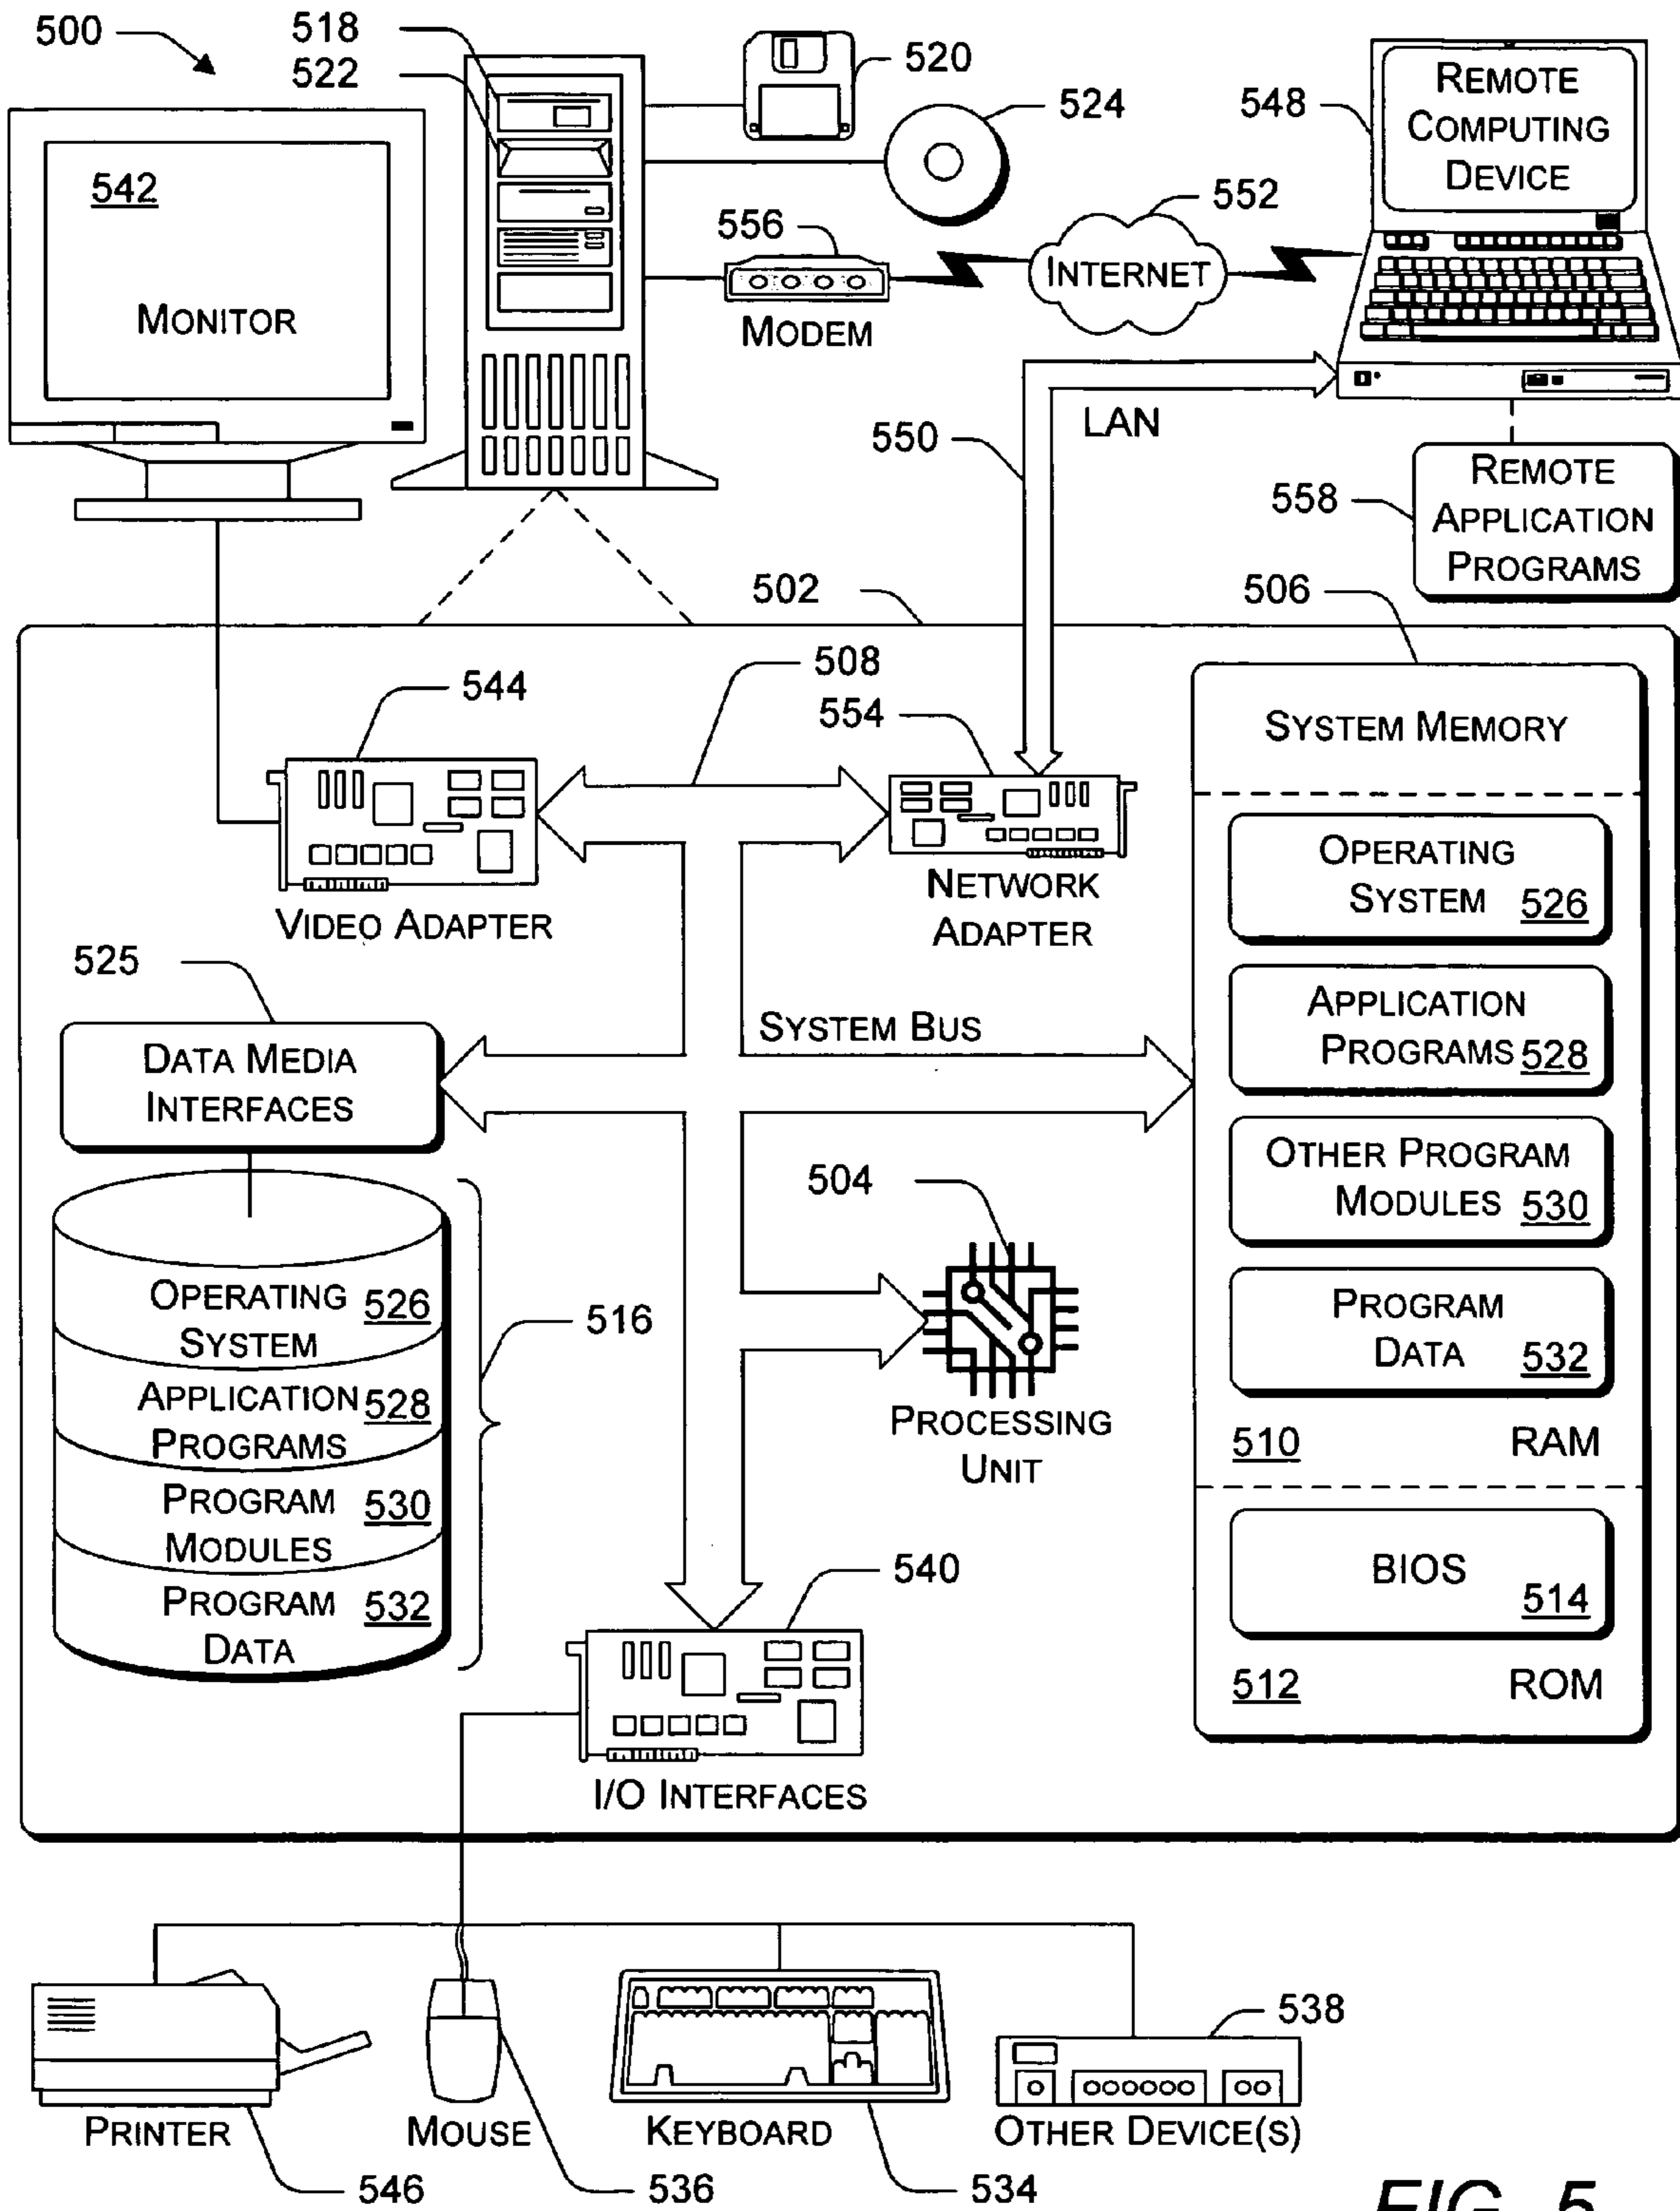 500
518
522
520
524
548
REMOTE
COMPUTING
DEVICE
542
MONITOR
556
MODEM
552
INTERNET
550
LAN
558
REMOTE
APPLICATION
PROGRAMS
502
506
508
544
554
VIDEO ADAPTER
NETWORK
ADAPTER
SYSTEM MEMORY
OPERATING
SYSTEM 526
APPLICATION
PROGRAMS 528
OTHER PROGRAM
MODULES 530
PROGRAM
DATA 532
510 RAM
BIOS
514
512 ROM
525
DATA MEDIA
INTERFACES
SYSTEM BUS
504
PROCESSING
UNIT
OPERATING 526
SYSTEM
APPLICATION 528
PROGRAMS
PROGRAM 530
MODULES
PROGRAM 532
DATA
516
540
I/O INTERFACES
PRINTER
546
MOUSE
536
KEYBOARD
534
538
OTHER DEVICE(S)
FIG. 5